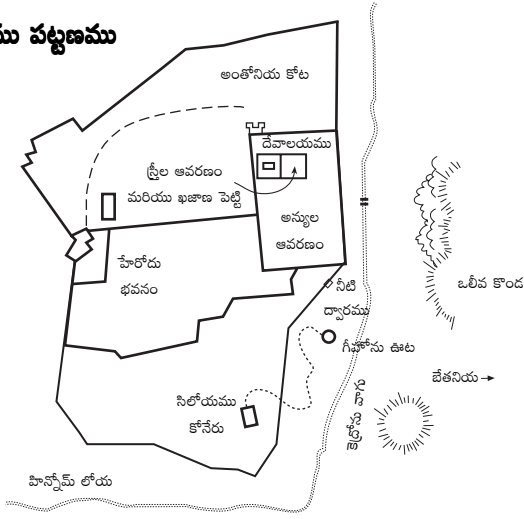 ము పట్టణము
అంతోనియ కోట
దేవాలయము
స్త్రీల ఆవరణం
మరియు ఖజాణ పెట్టి
అన్యుల
ఆవరణం
హేరోదు
భవనం
ఒలీవ కొండ
నీటి
ద్వారము
గీహోను ఊట
బేతనియ
సిలోయము
కోనేరు
కెద్రోను వాగు
హిన్నోమ్ లోయ